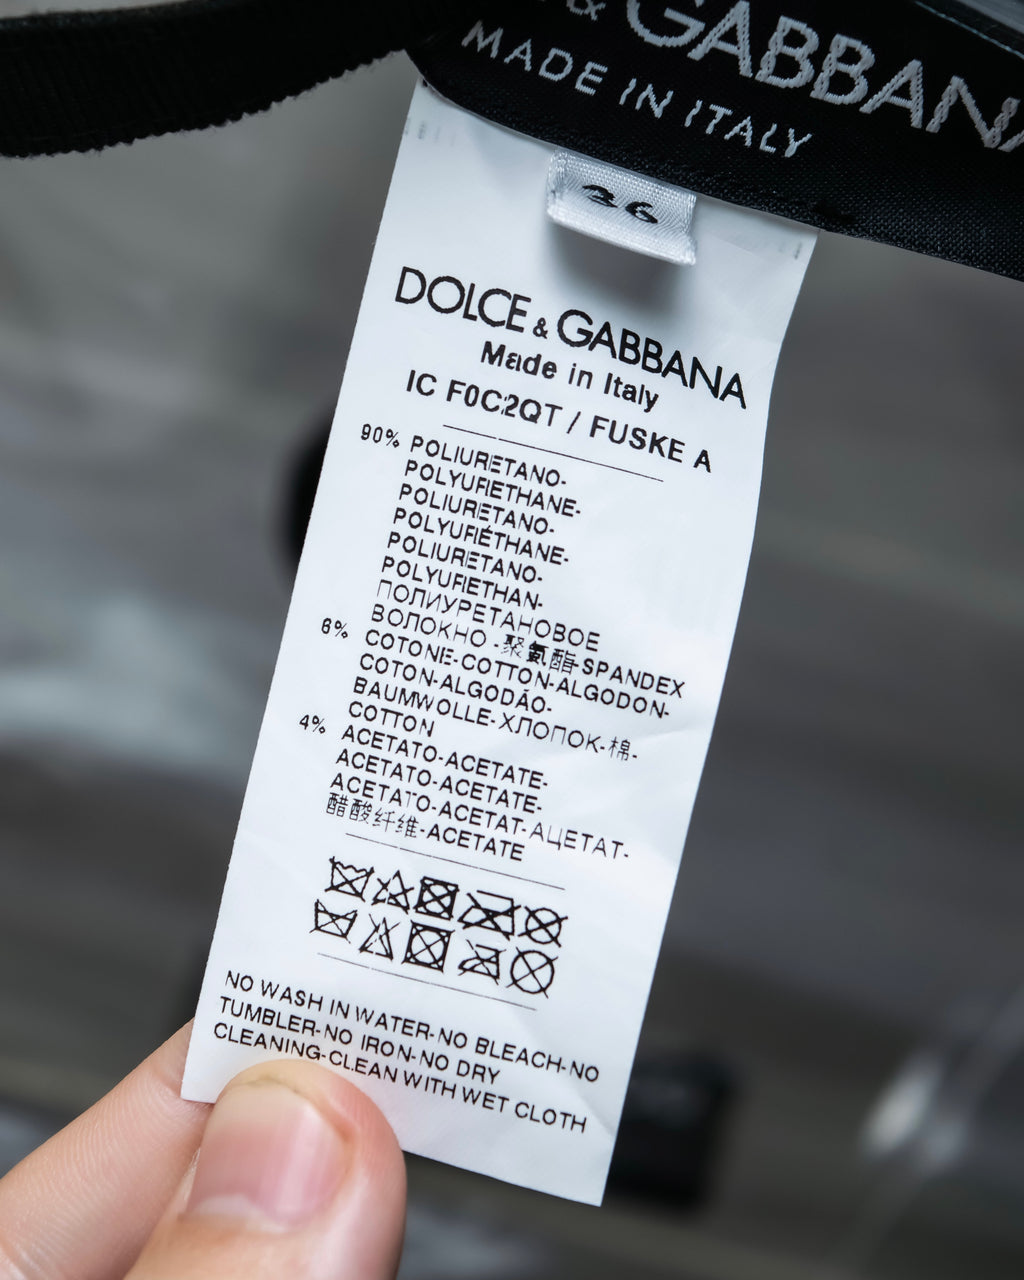 & GABBANA
MADE IN ITALY
36
DOLCE & GABBANA
Made in Italy
IC F0C2QT / FUSKE A
90% POLIURETANO-
POLYURETHANE-
POLIURETANO-
POLYURÉTHANE-
POLIURETANO-
POLYURETHAN-
ПОЛИУРЕТАНОВОЕ
ВОЛОКНО -聚氨酯-SPANDEX
6% COTONE-COTTON-ALGODON-
COTON-ALGODÃO-
BAUMWOLLE-ХЛОПОК-棉-
COTTON
4% ACETATO-ACETATE-
ACETATO-ACETATE-
ACETATO-ACETAT-АЦЕТАТ-
醋酸纤维-ACETATE
NO WASH IN WATER-NO BLEACH-NO
TUMBLER-NO IRON-NO DRY
CLEANING-CLEAN WITH WET CLOTH